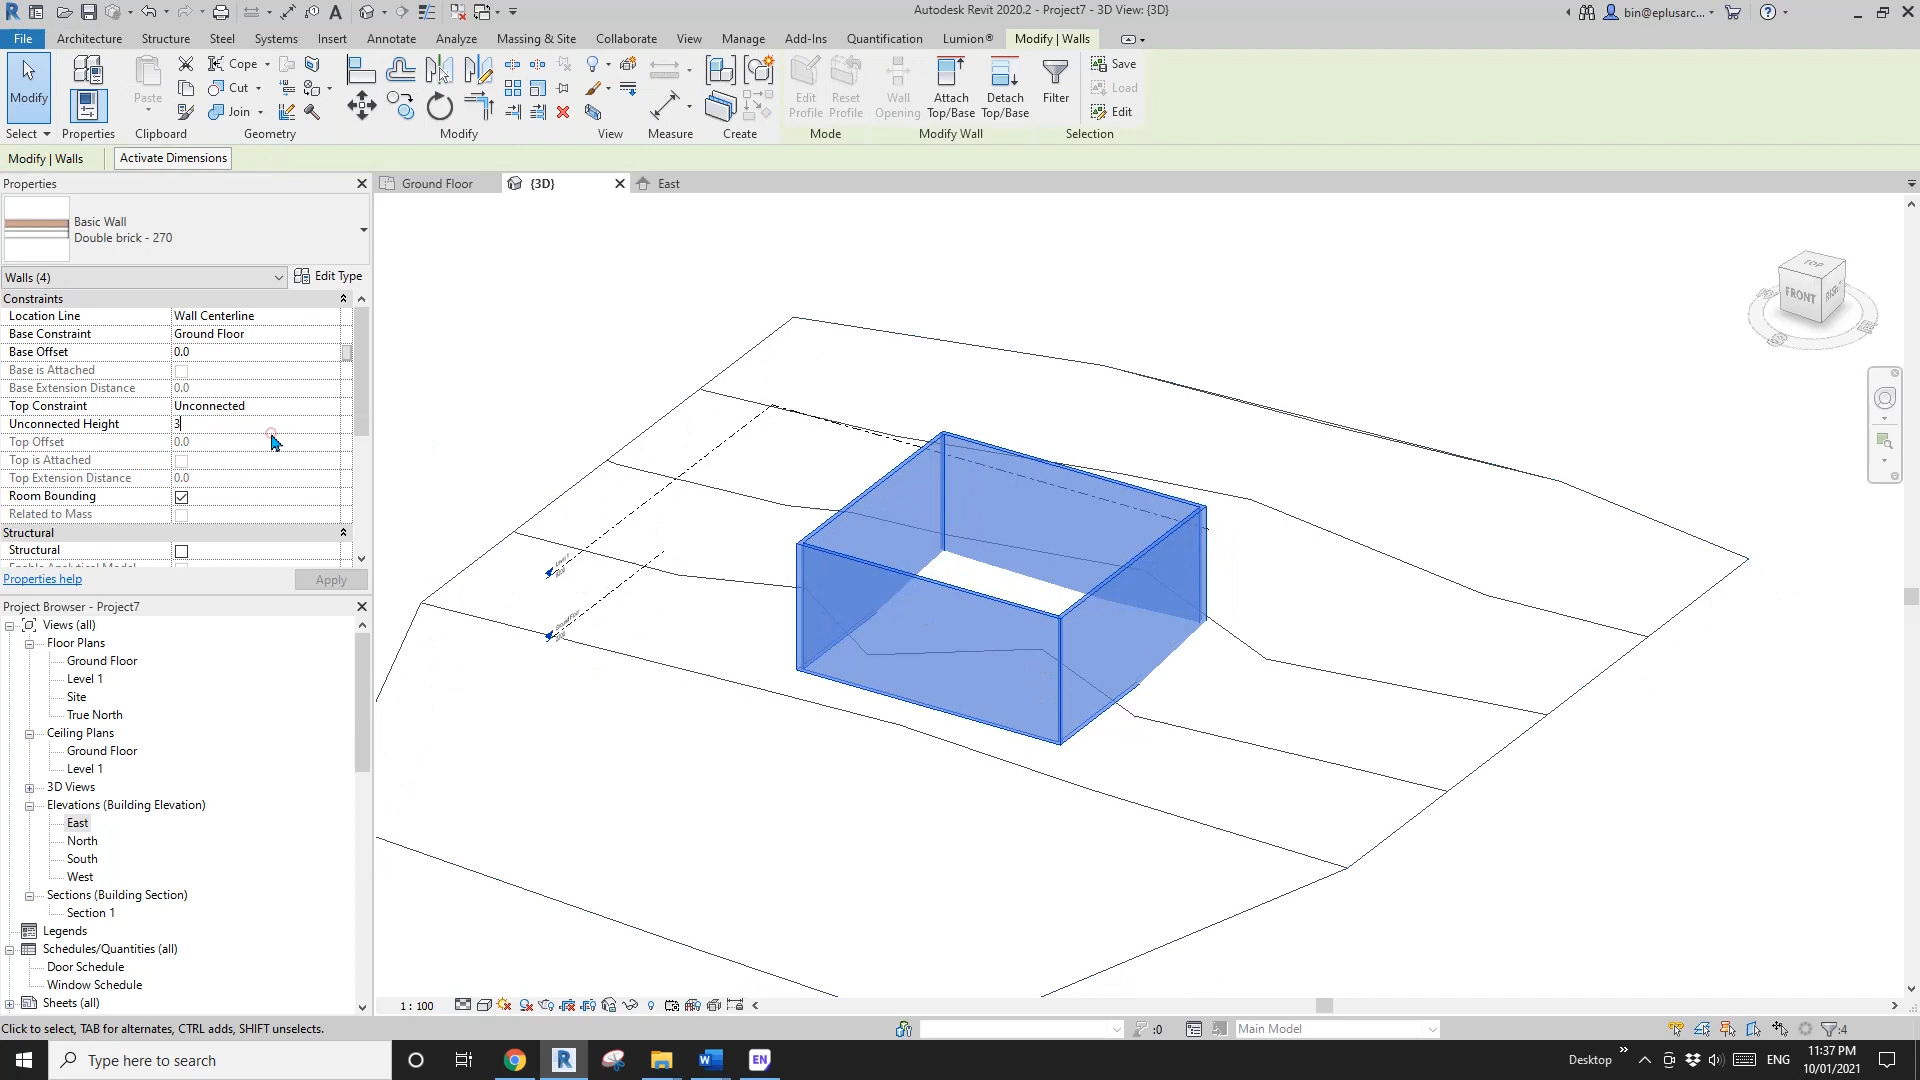 Autodesk Revit 2020.2 - Project7 - 3D View: {3D}
bin@eplusarc...
File Architecture Structure Steel Systems Insert Annotate Analyze Massing & Site Collaborate View Manage Add-Ins Quantification Lumion® Modify | Walls
Modify
Paste
Cope
Cut
Join
Edit Profile
Reset Profile
Wall Opening
Attach Top/Base
Detach Top/Base
Filter
Save
Load
Edit
Select Properties Clipboard Geometry Modify View Measure Create Mode Modify Wall Selection
Modify | Walls Activate Dimensions
Properties
Ground Floor {3D} East
Basic Wall
Double brick - 270
Walls (4) Edit Type
Constraints
Location Line Wall Centerline
Base Constraint Ground Floor
Base Offset 0.0
Base is Attached
Base Extension Distance 0.0
Top Constraint Unconnected
Unconnected Height 3
Top Offset 0.0
Top is Attached
Top Extension Distance 0.0
Room Bounding
Related to Mass
Structural
Structural
Enable Analytical Model
Properties help Apply
Project Browser - Project7
Views (all)
Floor Plans
Ground Floor
Level 1
Site
True North
Ceiling Plans
Ground Floor
Level 1
3D Views
Elevations (Building Elevation)
East
North
South
West
Sections (Building Section)
Section 1
Legends
Schedules/Quantities (all)
Door Schedule
Window Schedule
Sheets (all)
TOP
FRONT
RIGHT
Level 1
Ground Floor
1 : 100
Click to select, TAB for alternates, CTRL adds, SHIFT unselects.
:0
Main Model
:4
Type here to search
EN
Desktop
ENG
11:37 PM
10/01/2021